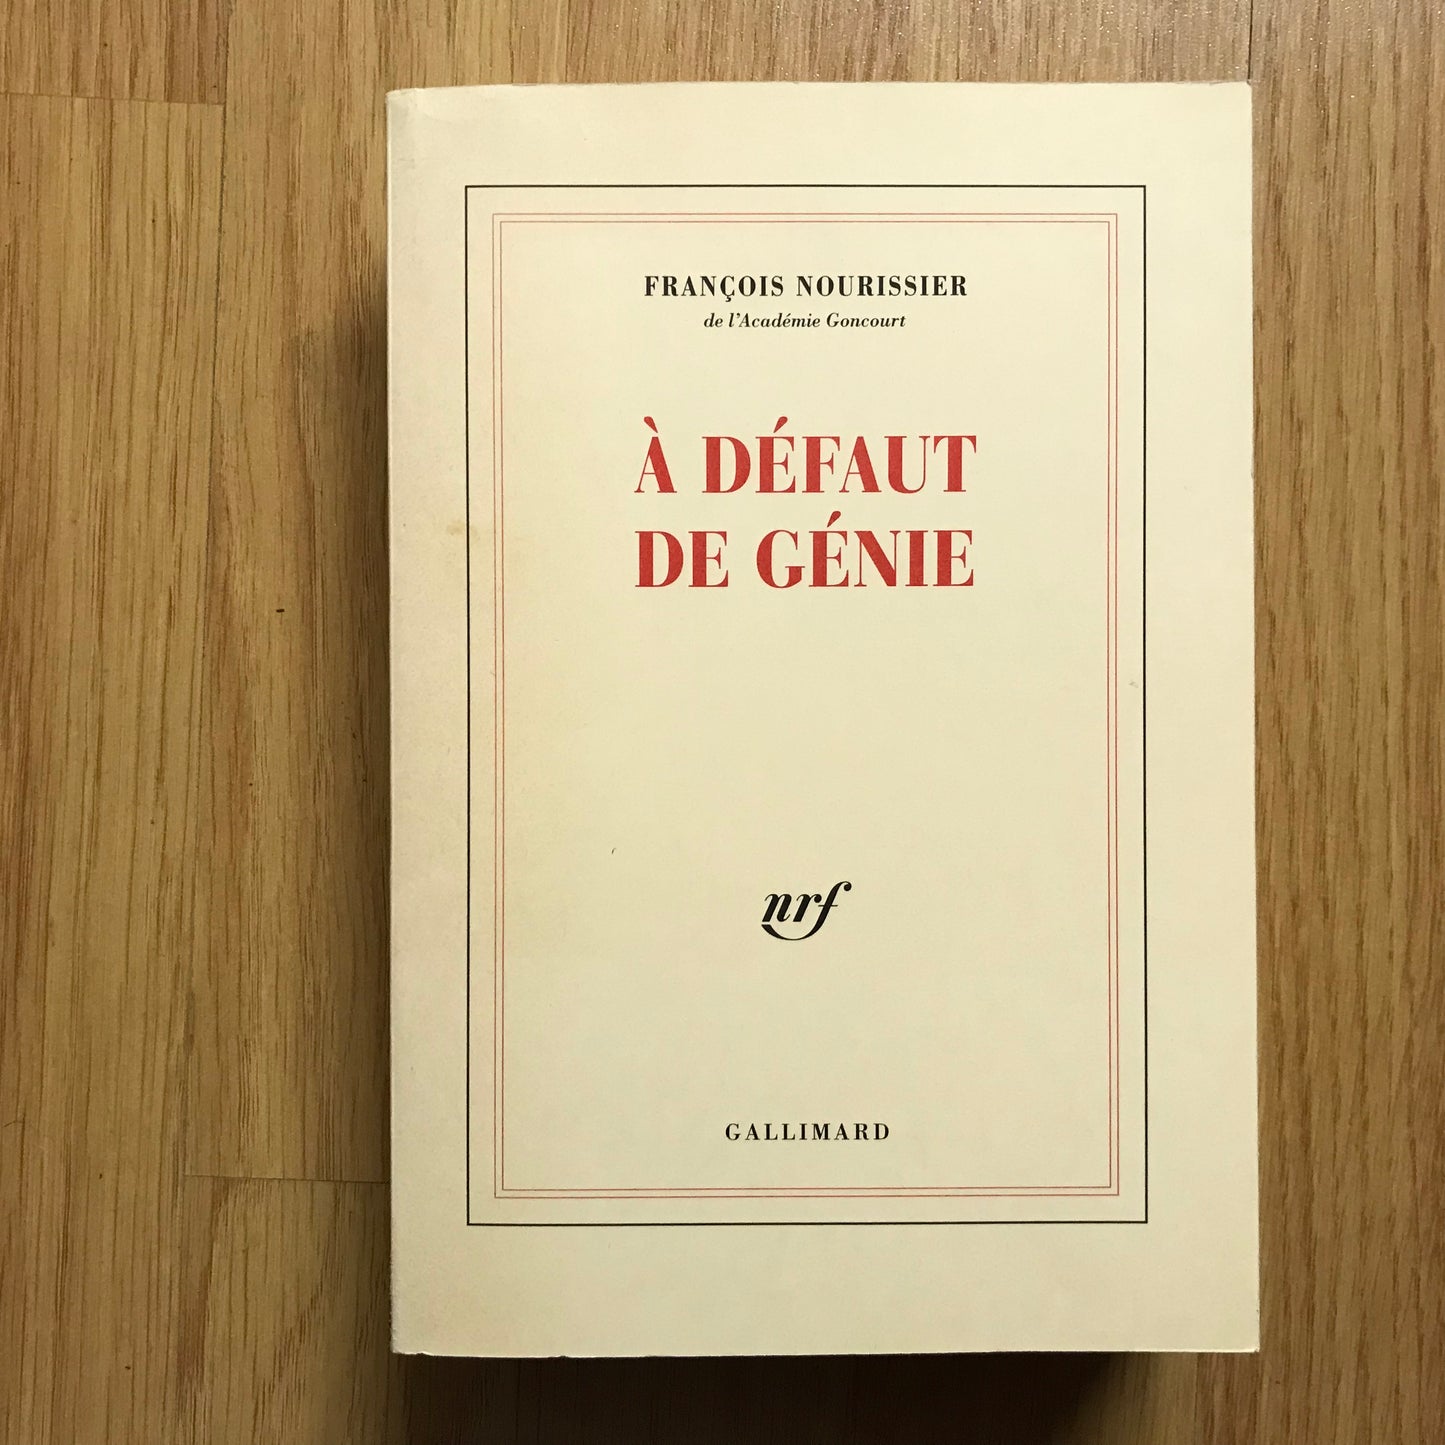 FRANÇOIS NOURISSIER
de l'Académie Goncourt
À DÉFAUT
DE GÉNIE
nrf
GALLIMARD